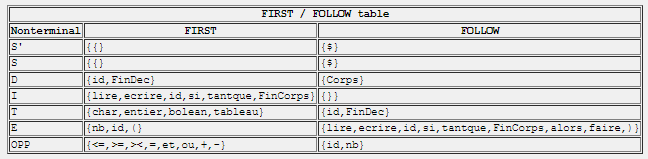 FIRST / FOLLOW table
Nonterminal FIRST FOLLOW
S' {{} {$}
S {{} {$}
D {id,FinDec} {Corps}
I {lire,ecrire,id,si,tantque,FinCorps} {}}
T {char,entier,bolean,tableau} {id,FinDec}
E {nb,id,(} {lire,ecrire,id,si,tantque,FinCorps,alors,faire,)}
OPP {<=,>=,><,=,et,ou,+,-} {id,nb}